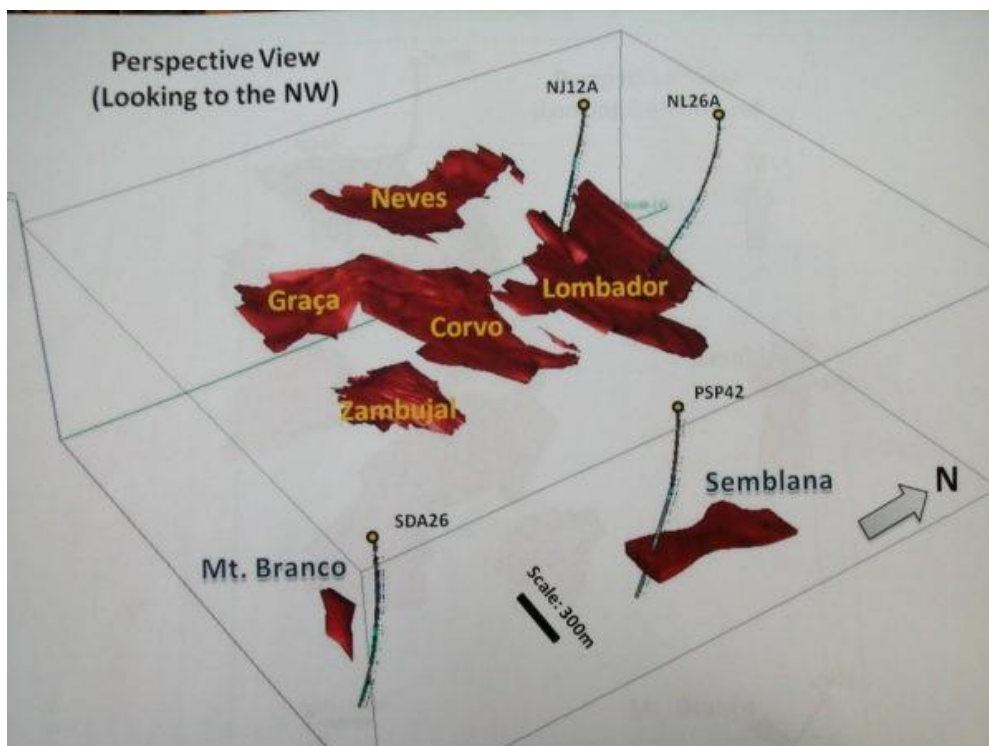 Perspective View
(Looking to the NW)
NJ12A
NL26A
Neves
Lombador
Graça
Corvo
Zambujal
PSP42
Semblana
N
SDA26
Mt. Branco
Scale: 300m